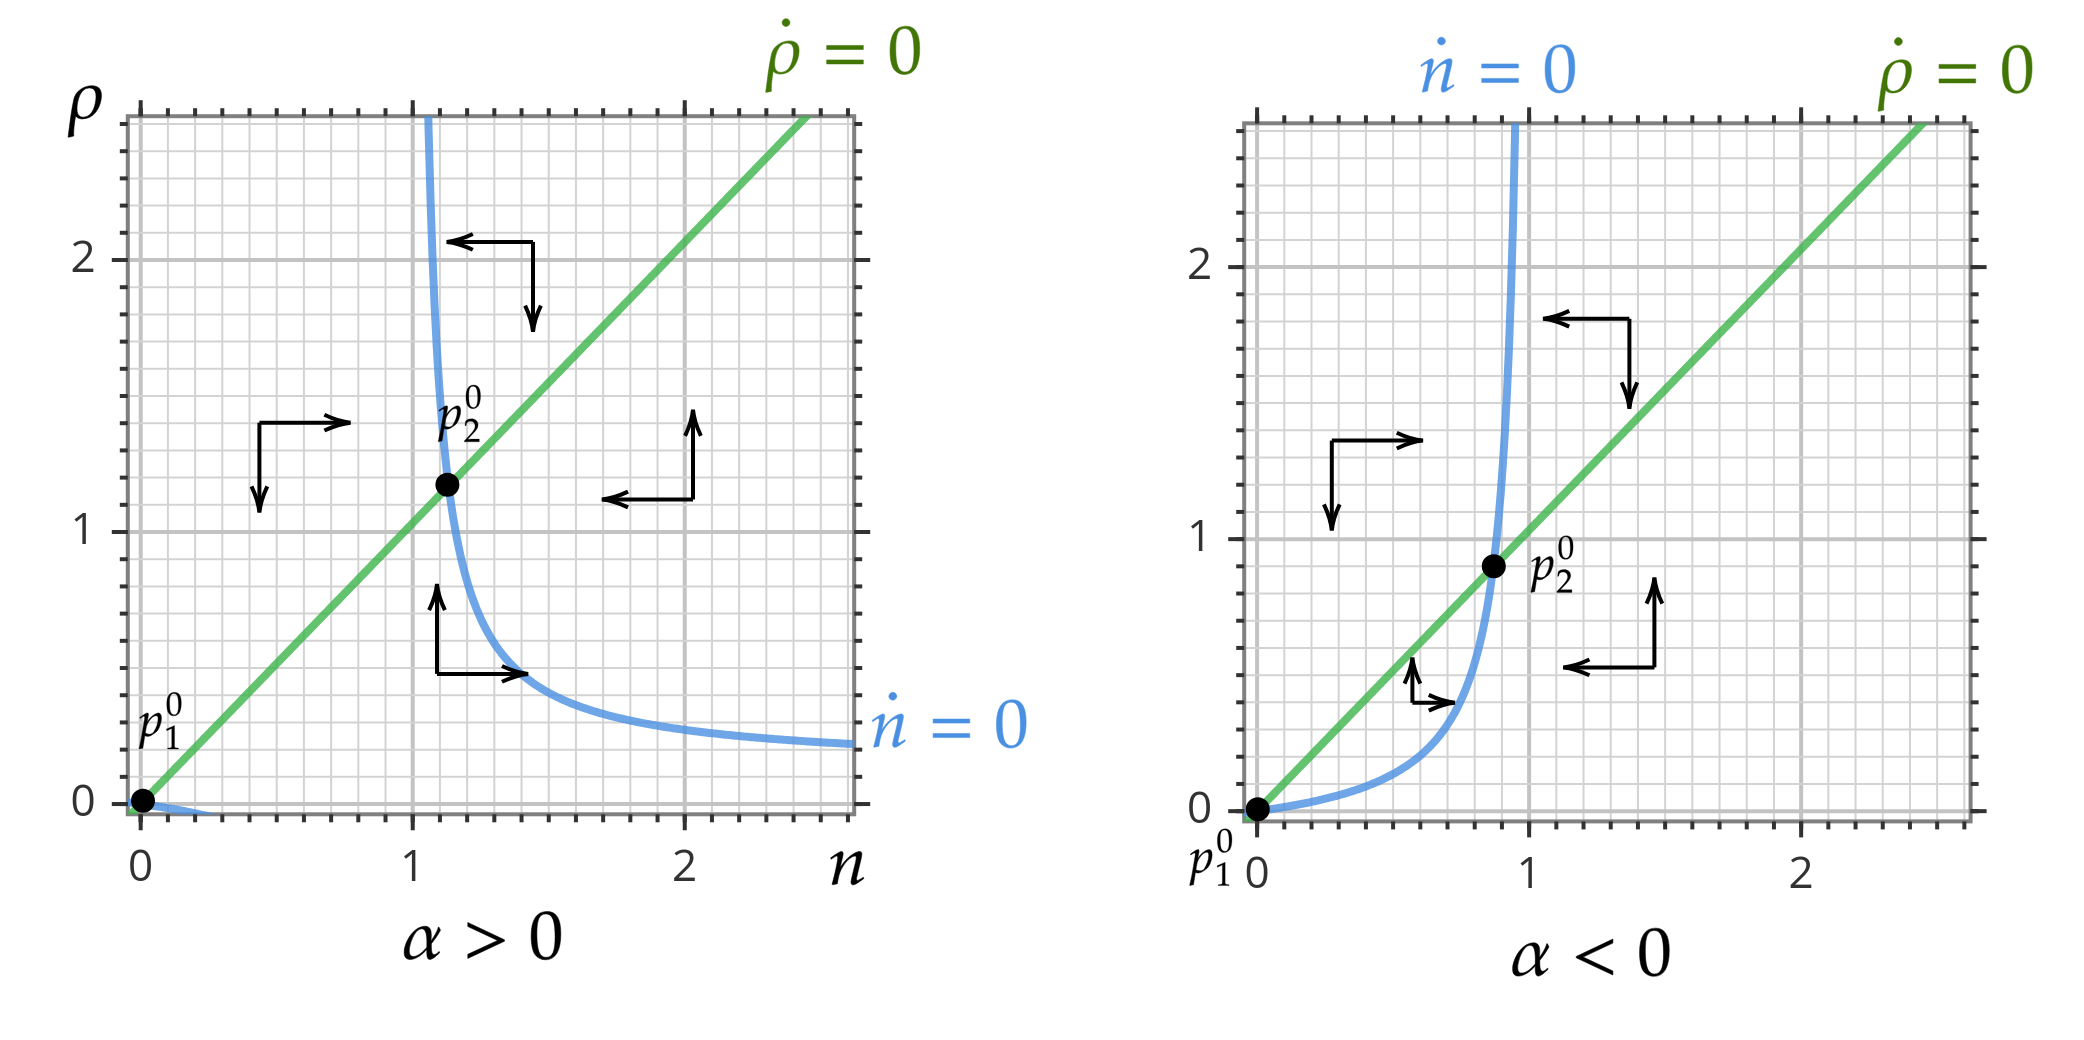 ρ̇ = 0
ρ
2
1
0
p₂⁰
p₁⁰
ṅ = 0
0 1 2 n
α > 0
ṅ = 0
ρ̇ = 0
2
1
0
p₂⁰
p₁⁰
0 1 2
α < 0